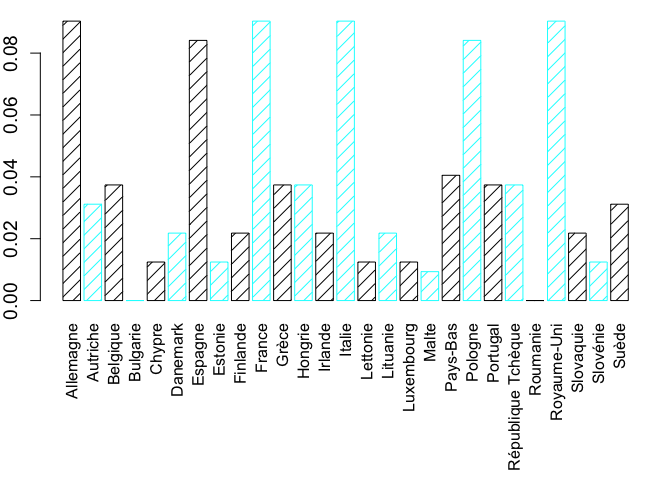 0.08
0.06
0.04
0.02
0.00
Allemagne
Autriche
Belgique
Bulgarie
Chypre
Danemark
Espagne
Estonie
Finlande
France
Grèce
Hongrie
Irlande
Italie
Lettonie
Lituanie
Luxembourg
Malte
Pays-Bas
Pologne
Portugal
République Tchèque
Roumanie
Royaume-Uni
Slovaquie
Slovénie
Suède